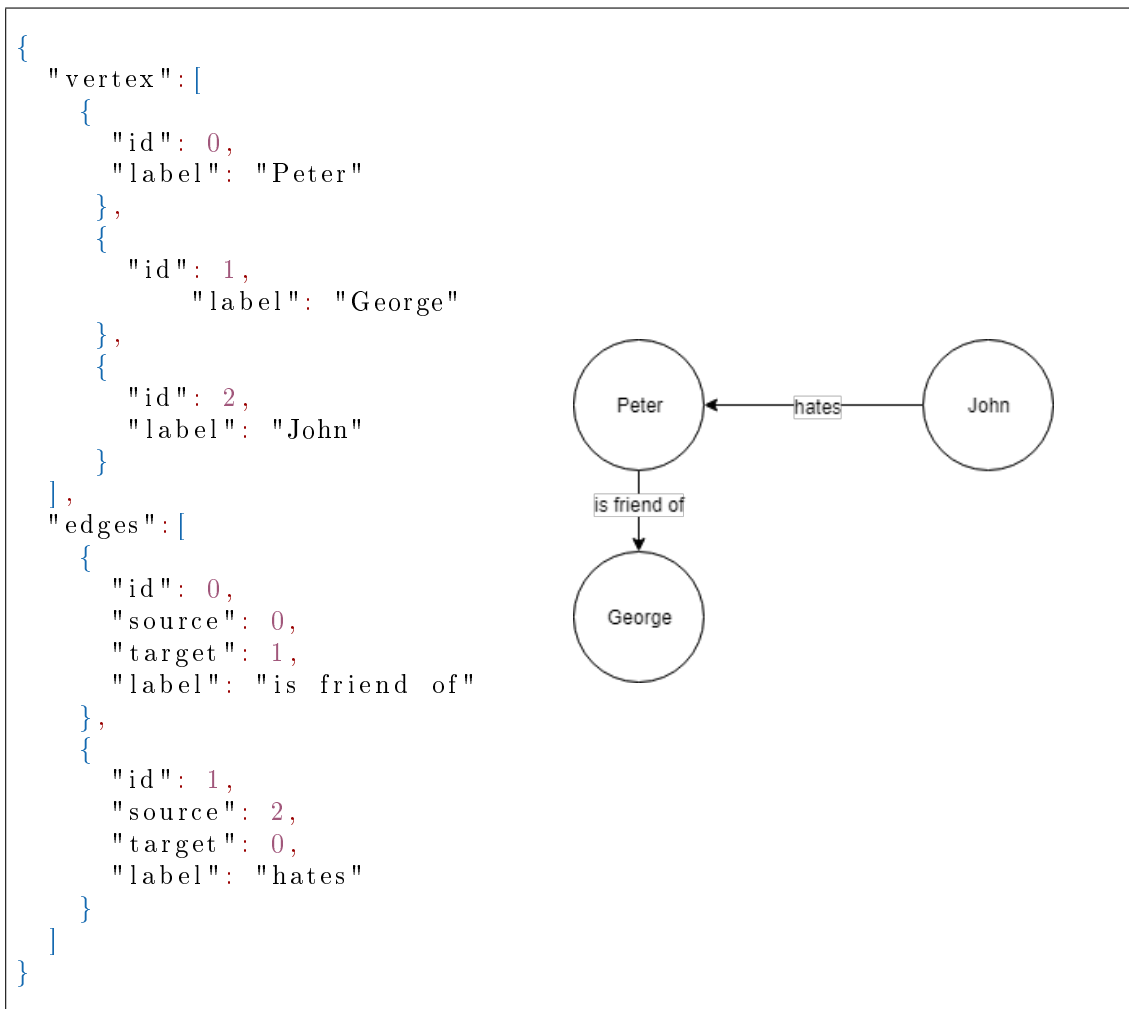 {
"vertex":[
{
"id": 0,
"label": "Peter"
},
{
"id": 1,
"label": "George"
},
{
"id": 2,
"label": "John"
}
],
"edges":[
{
"id": 0,
"source": 0,
"target": 1,
"label": "is friend of"
},
{
"id": 1,
"source": 2,
"target": 0,
"label": "hates"
}
]
}
Peter
hates
John
is friend of
George